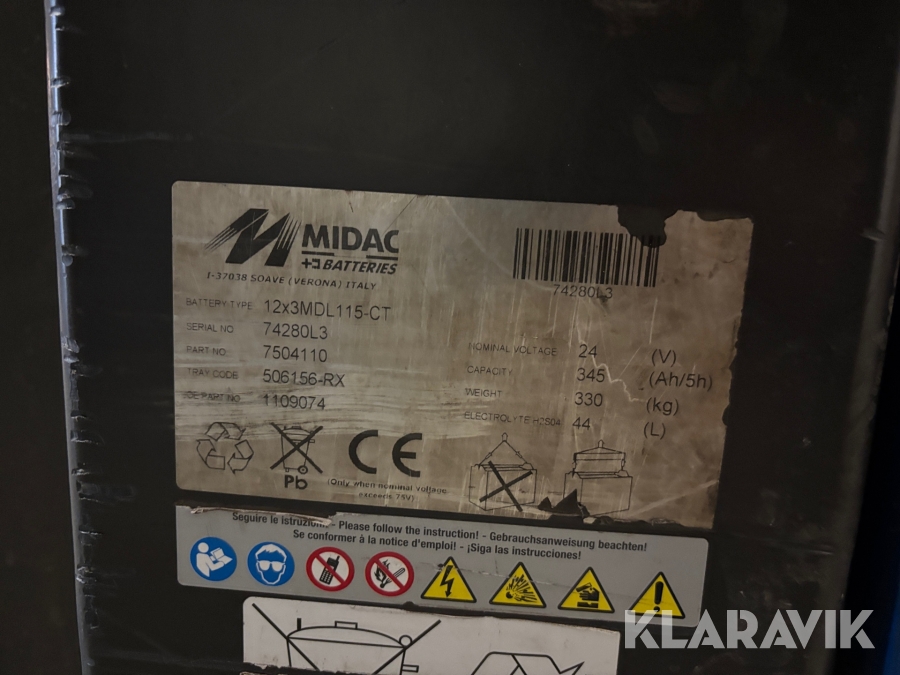 MIDAC
BATTERIES
I-37038 SOAVE (VERONA) ITALY
74280L3
BATTERY TYPE 12x3MDL115-CT
SERIAL NO 74280L3
PART NO: 7504110
TRAY CODE 506156-RX
PART NO 1109074
NOMINAL VOLTAGE 24 (V)
CAPACITY 345 (Ah/5h)
WEIGHT 330 (kg)
ELECTROLYTE H2SO4 44 (L)
Pb
CE
(Only when nominal voltage
exceeds 75V)
Seguire le istruzioni! - Please follow the instruction! - Gebrauchsanweisung beachten!
Se conformer à la notice d'emploi! - ¡Siga las instrucciones!
KLARAVIK